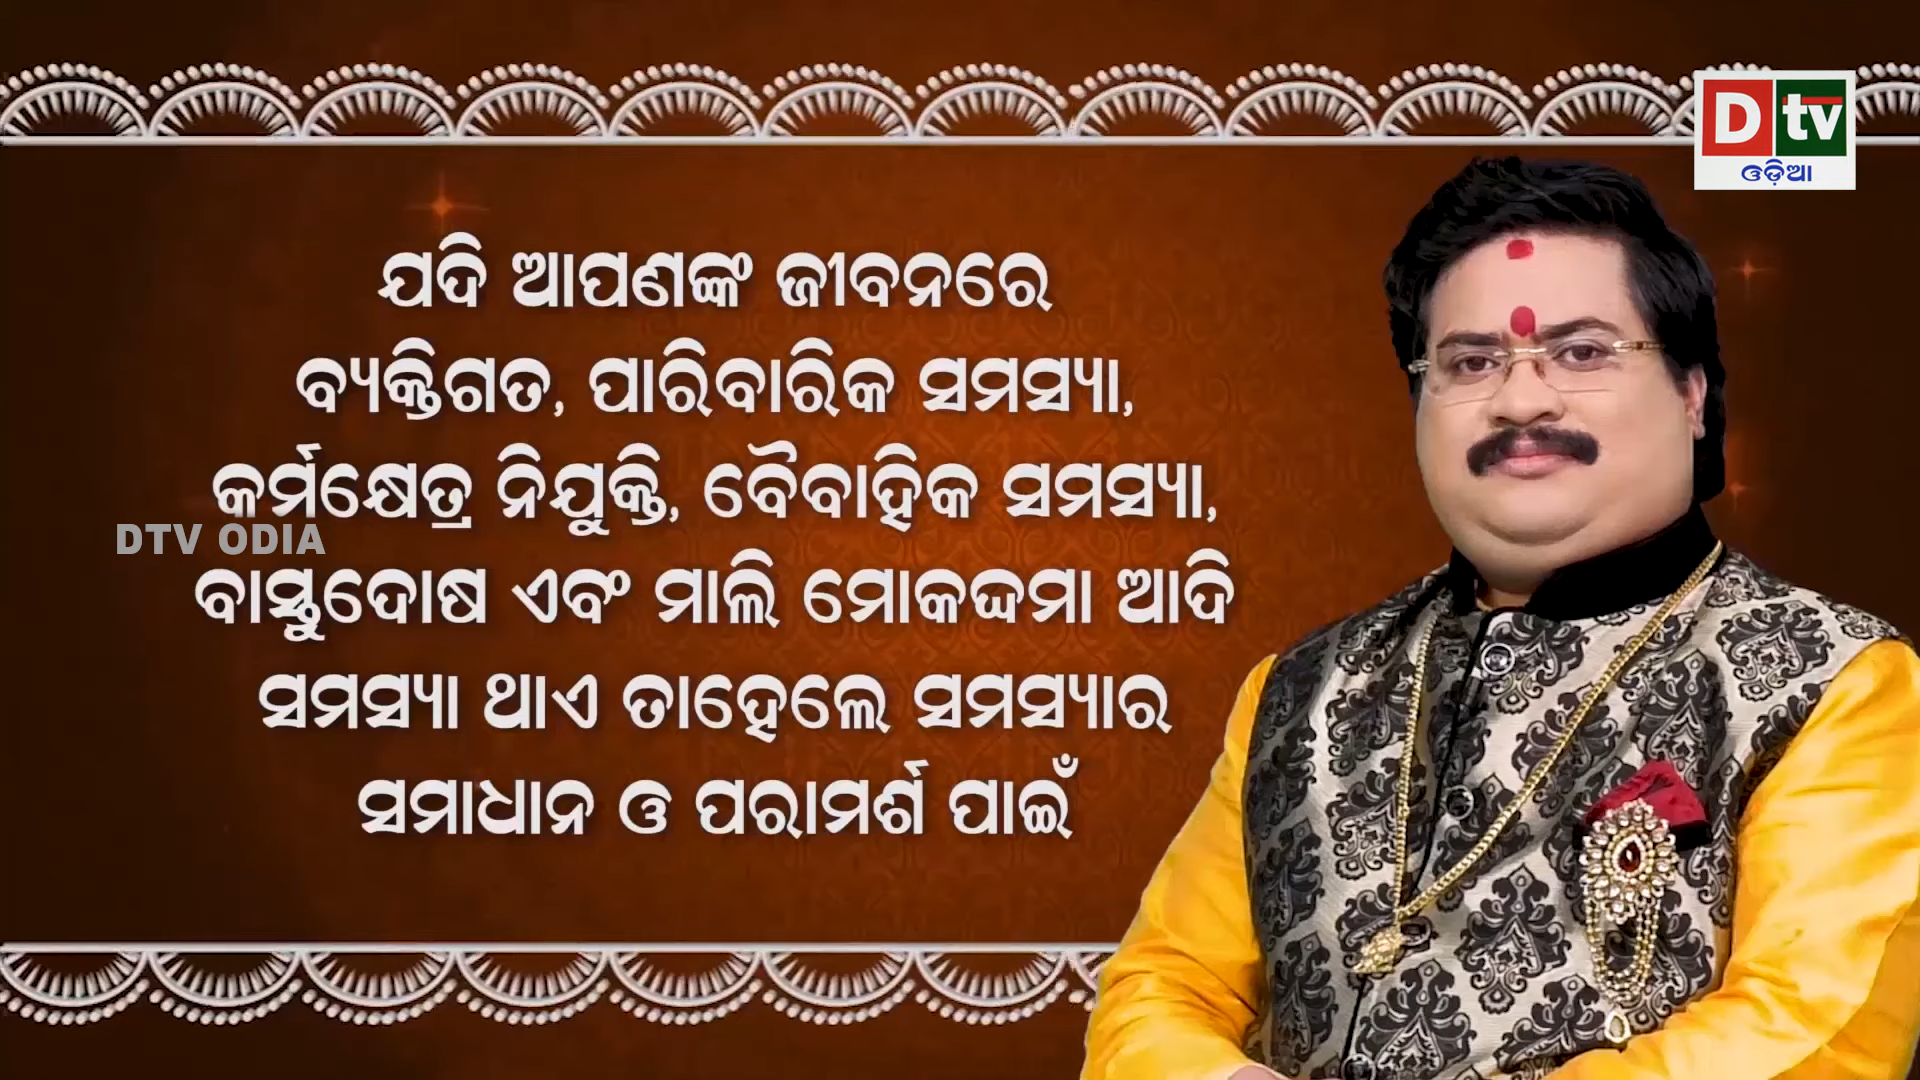 Dtv
ଓଡ଼ିଆ
ଯଦି ଆପଣଙ୍କ ଜୀବନରେ
ବ୍ୟକ୍ତିଗତ, ପାରିବାରିକ ସମସ୍ୟା,
କର୍ମକ୍ଷେତ୍ର ନିଯୁକ୍ତି, ବୈବାହିକ ସମସ୍ୟା,
DTV ODIA
ବାସ୍ତୁଦୋଷ ଏବଂ ମାଲି ମୋକଦ୍ଦମା ଆଦି
ସମସ୍ୟା ଥାଏ ତାହେଲେ ସମସ୍ୟାର
ସମାଧାନ ଓ ପରାମର୍ଶ ପାଇଁ